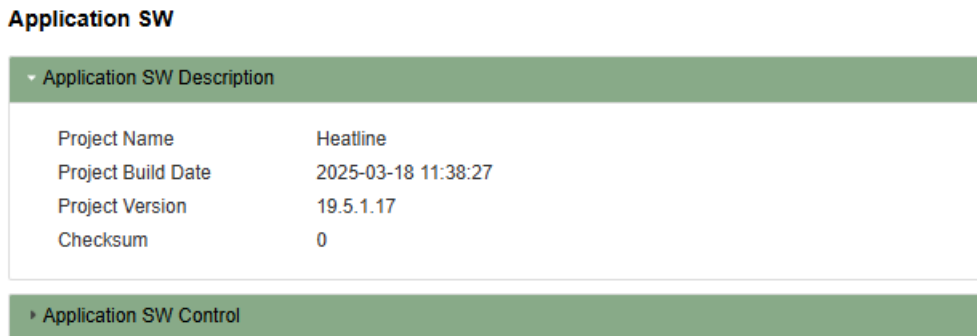 Application SW
Application SW Description
Project Name Heatline
Project Build Date 2025-03-18 11:38:27
Project Version 19.5.1.17
Checksum 0
Application SW Control